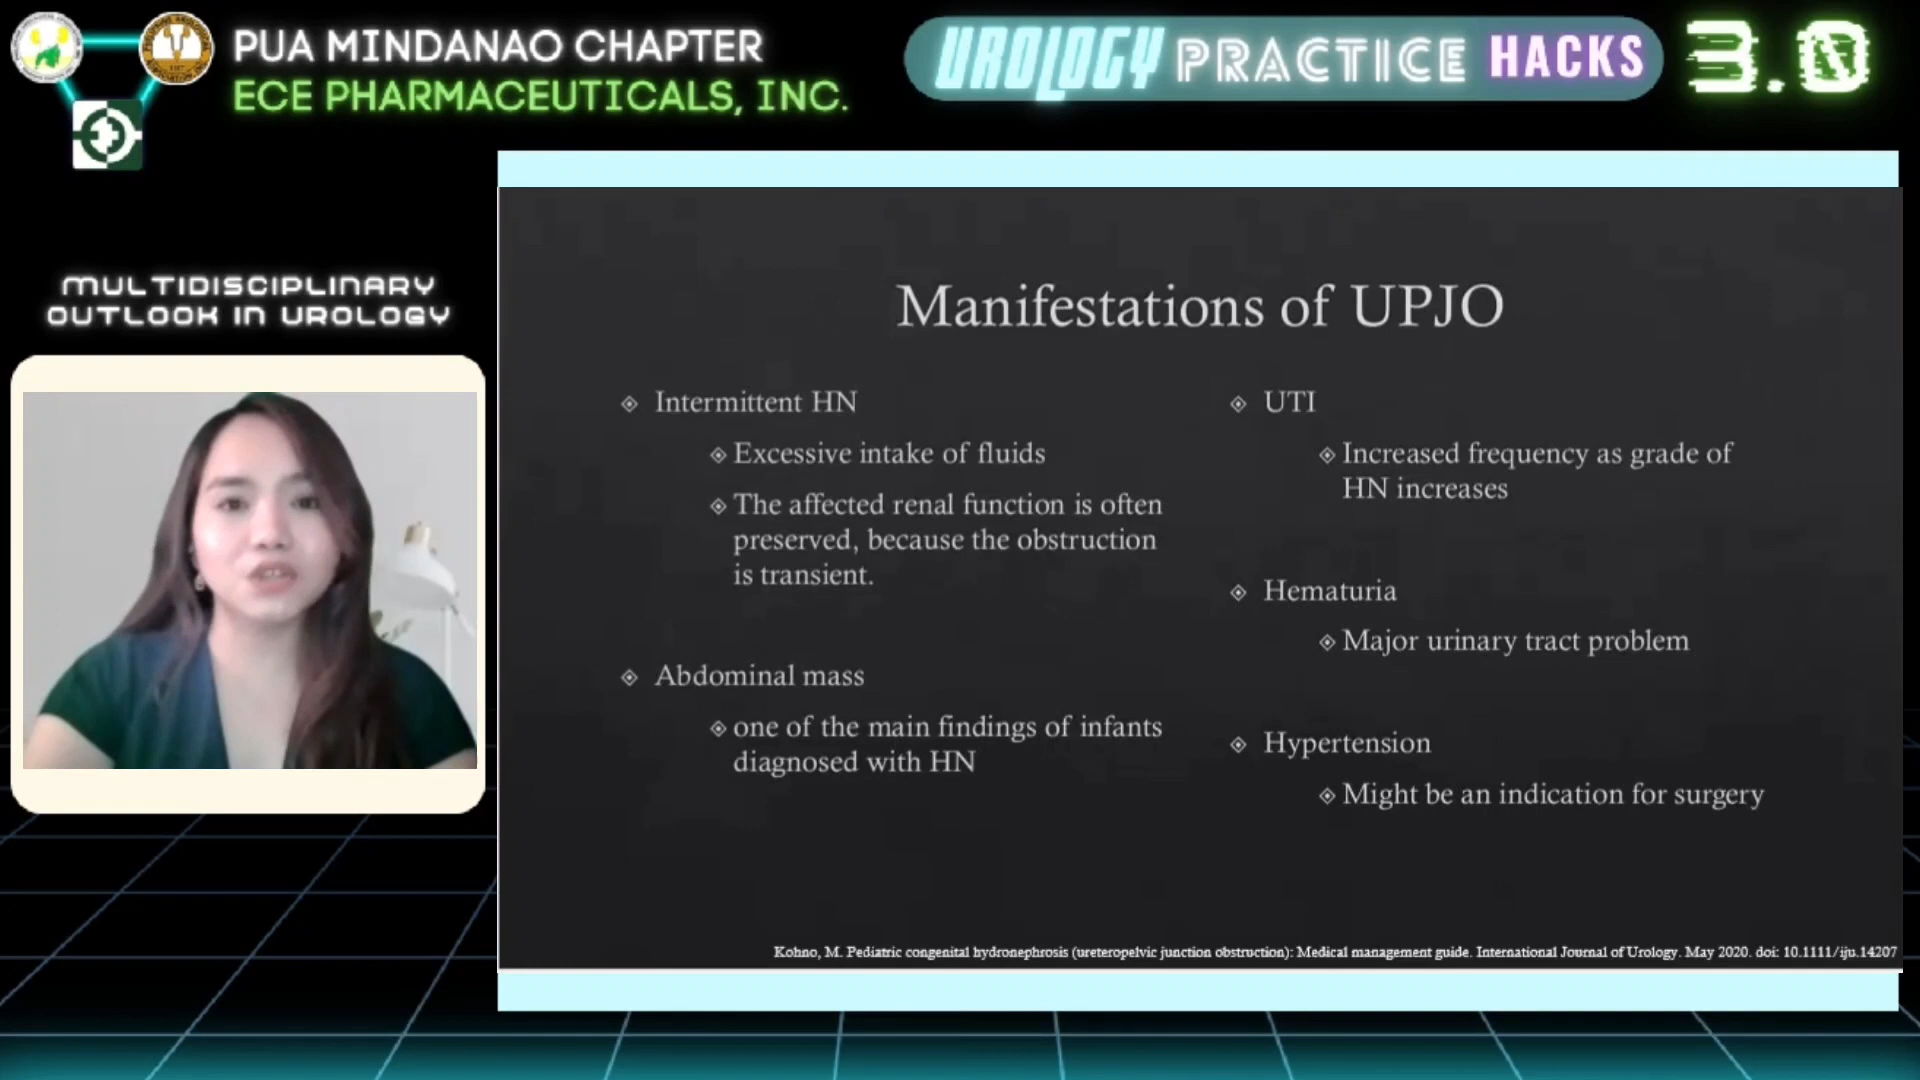 PUA MINDANAO CHAPTER
ECE PHARMACEUTICALS, INC.
UROLOGY PRACTICE HACKS 3.0
MULTIDISCIPLINARY
OUTLOOK IN UROLOGY
Manifestations of UPJO
Intermittent HN
Excessive intake of fluids
The affected renal function is often
preserved, because the obstruction
is transient.
Abdominal mass
one of the main findings of infants
diagnosed with HN
UTI
Increased frequency as grade of
HN increases
Hematuria
Major urinary tract problem
Hypertension
Might be an indication for surgery
Kohno, M. Pediatric congenital hydronephrosis (ureteropelvic junction obstruction): Medical management guide. International Journal of Urology. May 2020. doi: 10.1111/iju.14207